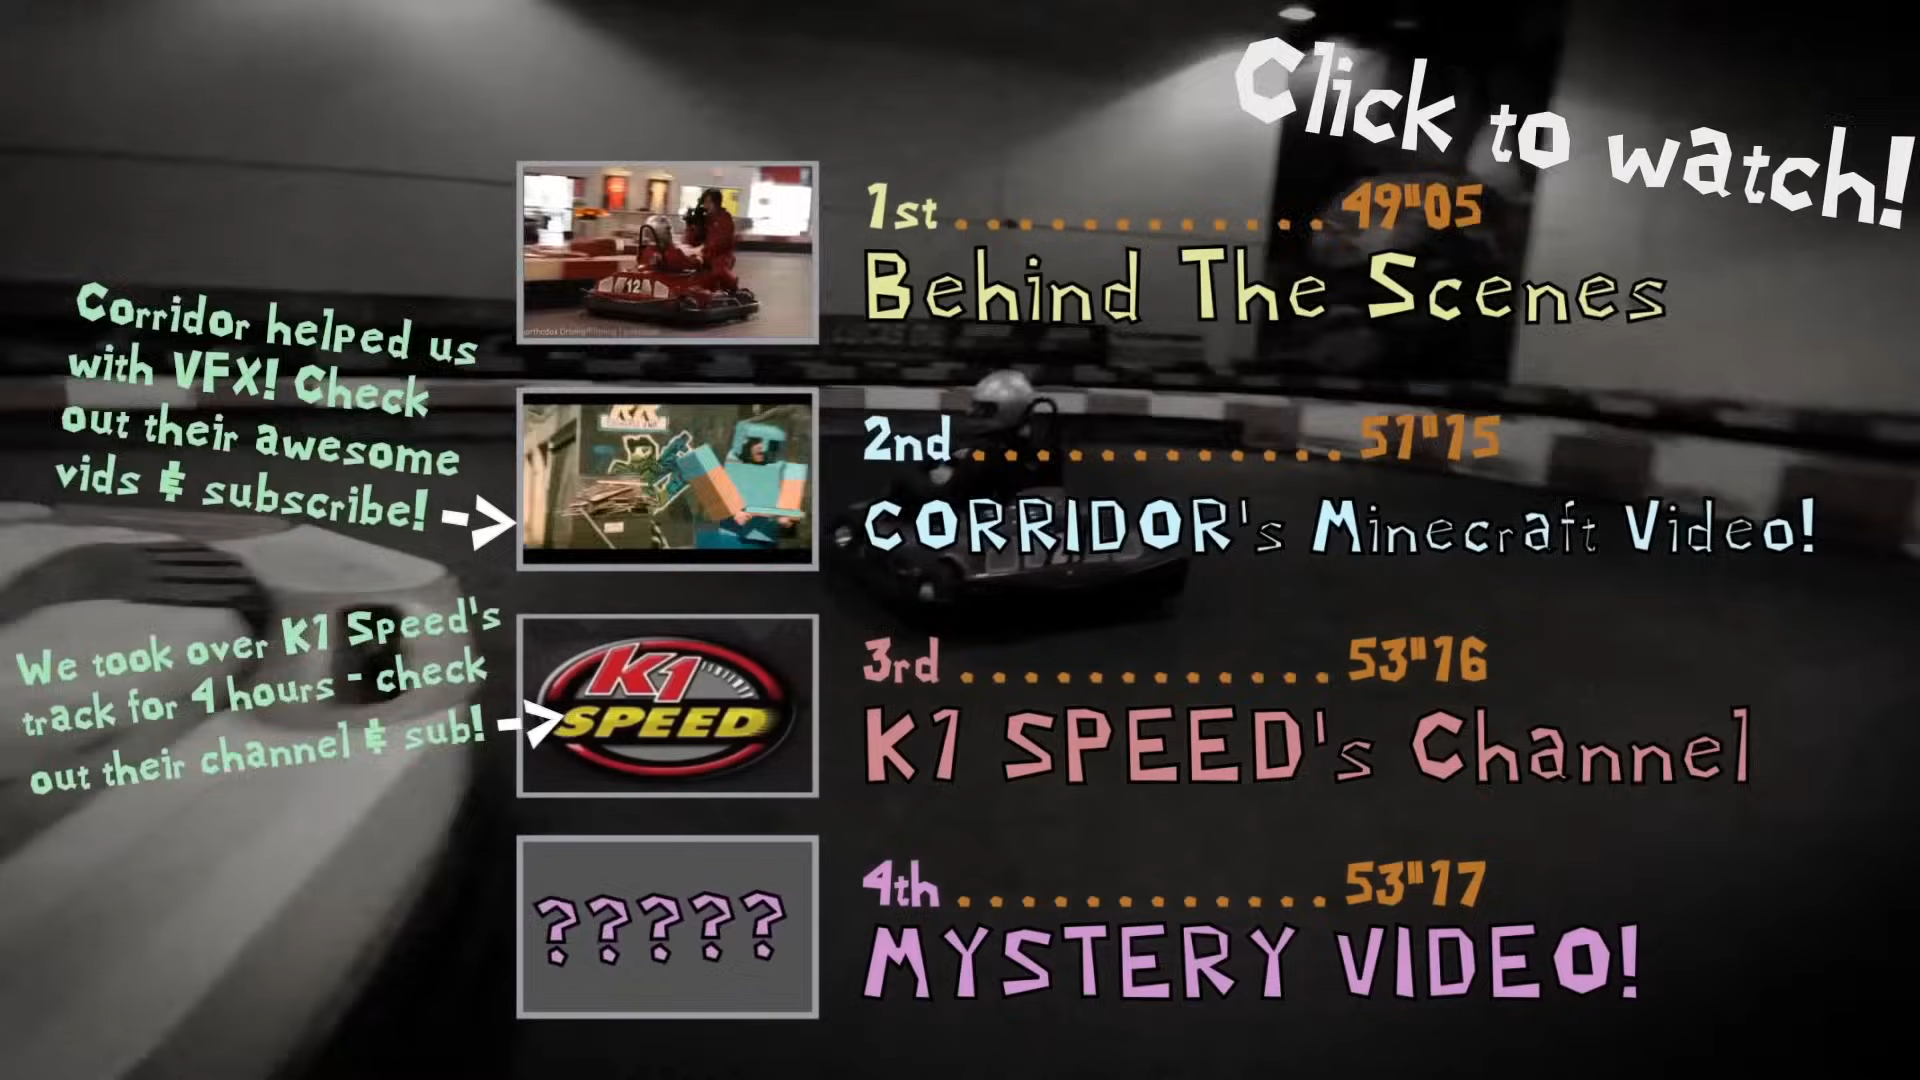 Click to watch!
1st ............ 49"05
Behind The Scenes
12
Corridor helped us
with VFX! Check
out their awesome
vids & subscribe!
2nd ............ 51"15
CORRIDOR's Minecraft Video!
We took over K1 Speed's
track for 4 hours - check
out their channel & sub!
K1
SPEED
3rd ............ 53"16
K1 SPEED's Channel
?????
4th ............ 53"17
MYSTERY VIDEO!